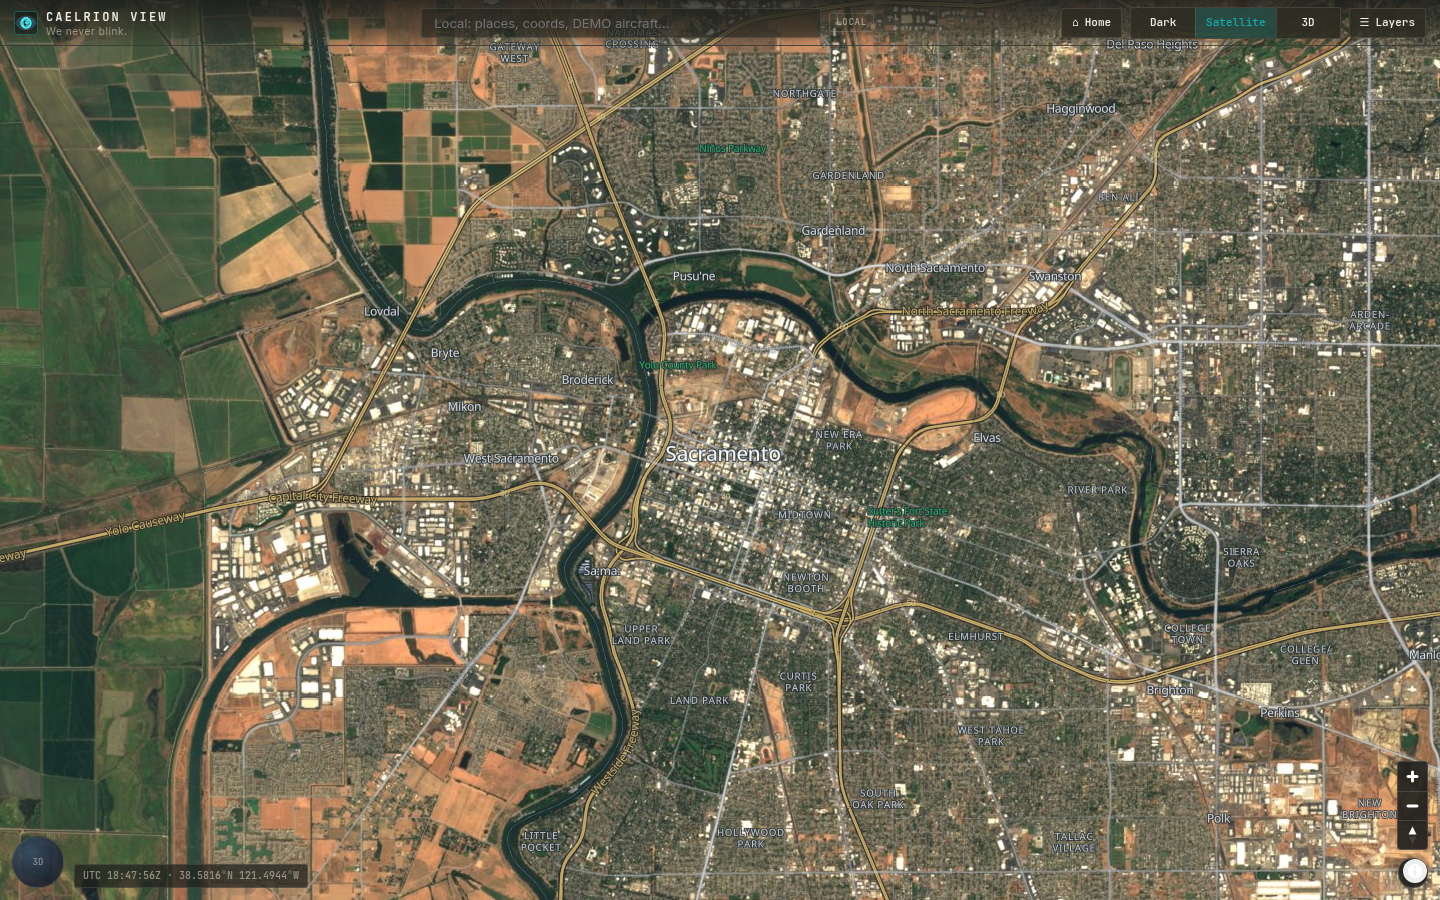 CAELRION VIEW
We never blink.
Local: places, coords, DEMO aircraft...
LOCAL
⌂ Home
Dark
Satellite
3D
☰ Layers
GATEWAY
WEST
NATOMAS
CROSSING
Del Paso Heights
NORTHGATE
Hagginwood
Niños Parkway
GARDENLAND
BEN ALI
Gardenland
North Sacramento
Swanston
Pusu'ne
Lovdal
North Sacramento Freeway
ARDEN-
ARCADE
Bryte
Yolo County Park
Broderick
Mikon
NEW ERA
PARK
Elvas
Sacramento
West Sacramento
RIVER PARK
Capital City Freeway
Yolo Causeway
eway
MIDTOWN
Sutter's Fort State
Historic Park
SIERRA
OAKS
Sa'ma
NEWTON
BOOTH
UPPER
LAND PARK
ELMHURST
COLLEGE
TOWN
COLLEGE/
GLEN
Manlo
CURTIS
PARK
LAND PARK
Brighton
Perkins
WEST TAHOE
PARK
Westside Freeway
SOUTH
OAK PARK
NEW
BRIGHTON
Polk
HOLLYWOOD
PARK
TALLAC
VILLAGE
LITTLE
POCKET
3D
UTC 18:47:56Z · 38.5816°N 121.4944°W